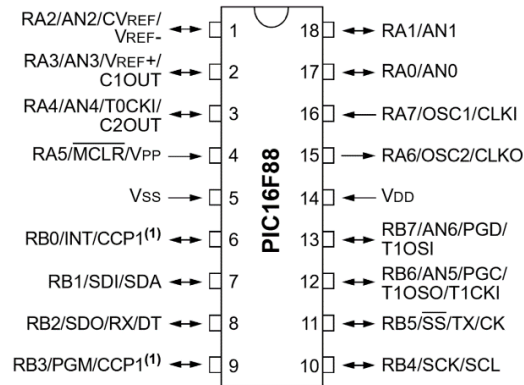 RA2/AN2/CVREF/
VREF-
1
18
RA1/AN1
RA3/AN3/VREF+/
C1OUT
2
17
RA0/AN0
RA4/AN4/T0CKI/
C2OUT
3
16
RA7/OSC1/CLKI
RA5/MCLR/VPP
4
15
RA6/OSC2/CLKO
VSS
5
14
VDD
RB0/INT/CCP1(1)
6
13
RB7/AN6/PGD/
T1OSI
RB1/SDI/SDA
7
12
RB6/AN5/PGC/
T1OSO/T1CKI
RB2/SDO/RX/DT
8
11
RB5/SS/TX/CK
RB3/PGM/CCP1(1)
9
10
RB4/SCK/SCL
PIC16F88